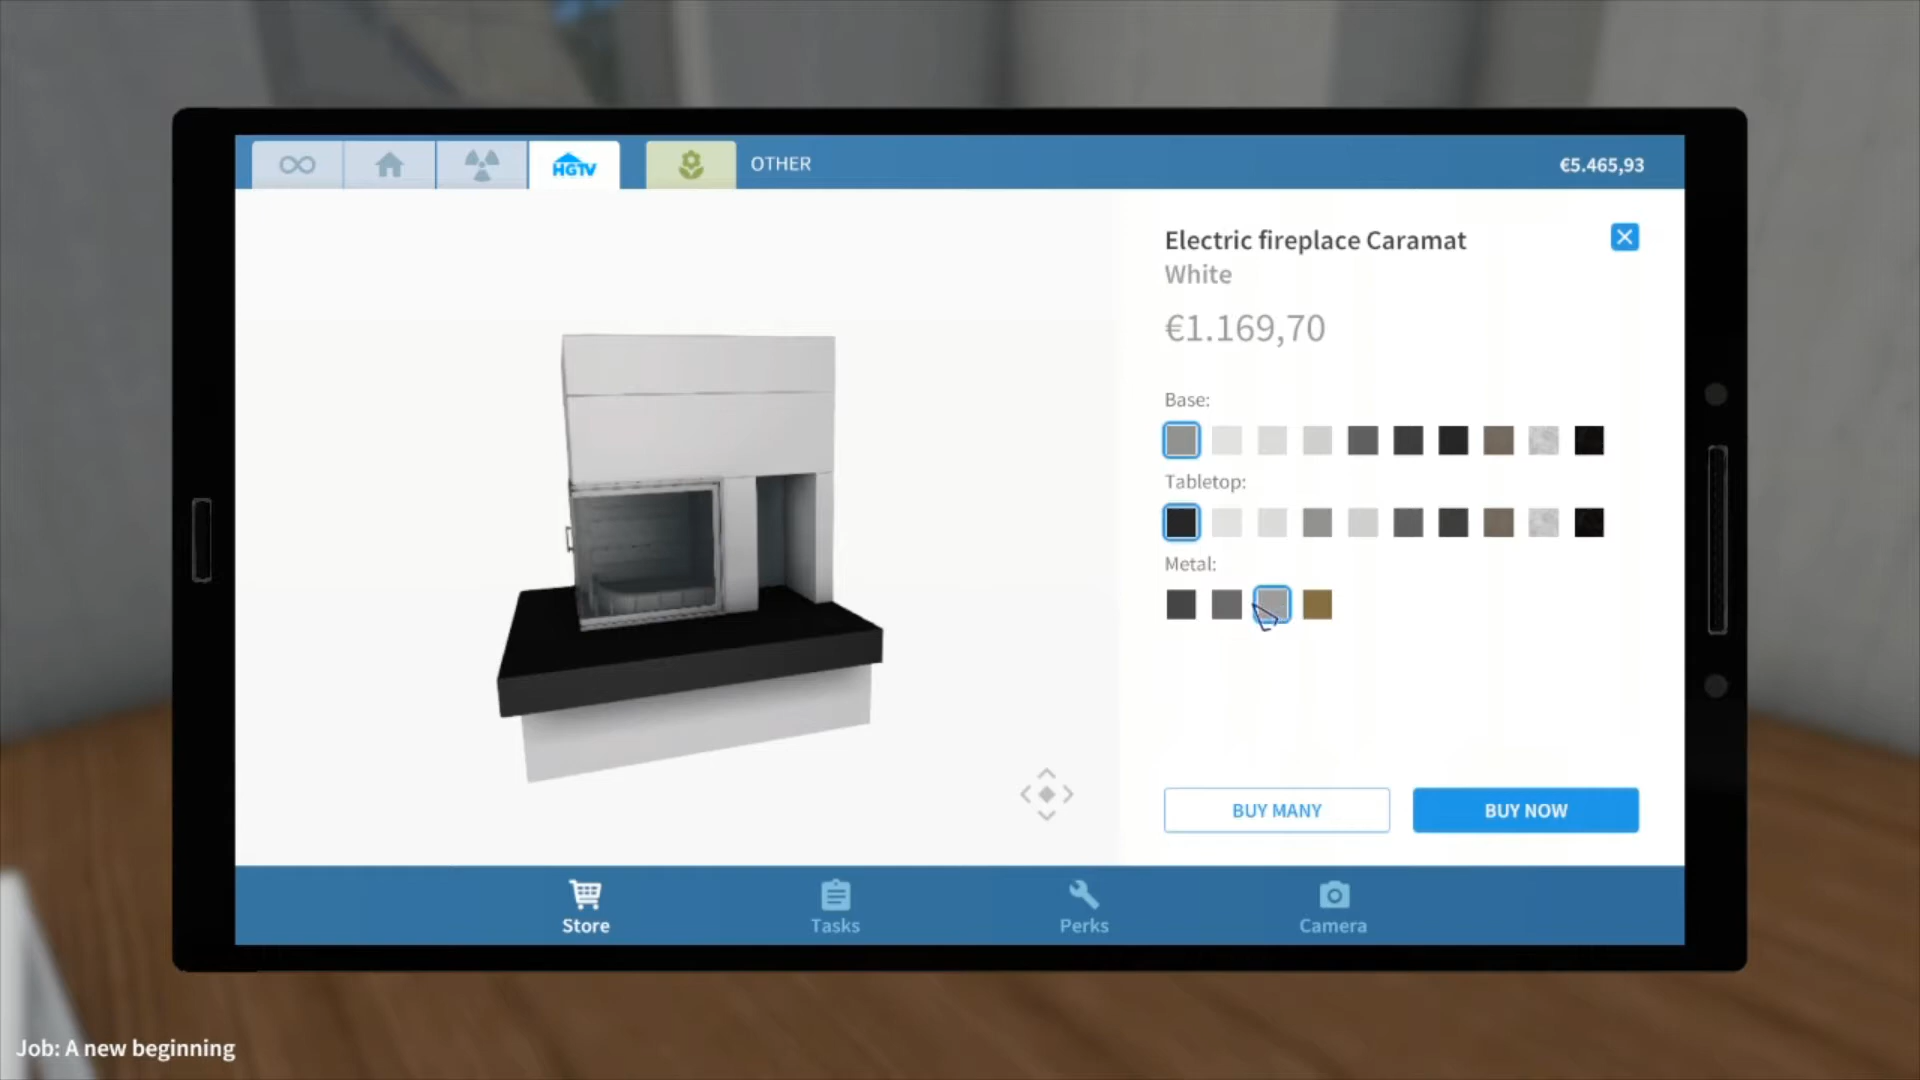 HGTV
OTHER
€5.465,93
Electric fireplace Caramat
White
€1.169,70
Base:
Tabletop:
Metal:
BUY MANY
BUY NOW
Store
Tasks
Perks
Camera
Job: A new beginning